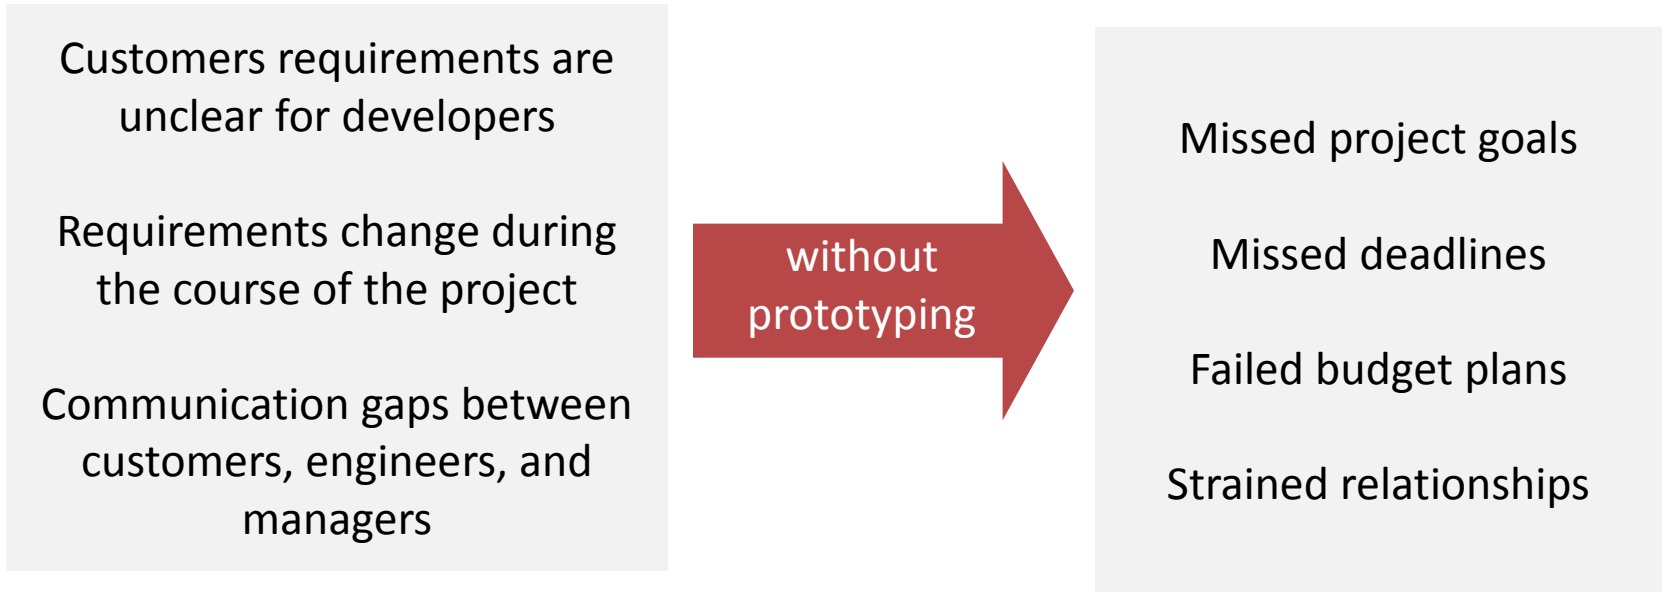 Customers requirements are
unclear for developers
Requirements change during
the course of the project
Communication gaps between
customers, engineers, and
managers
without
prototyping
Missed project goals
Missed deadlines
Failed budget plans
Strained relationships